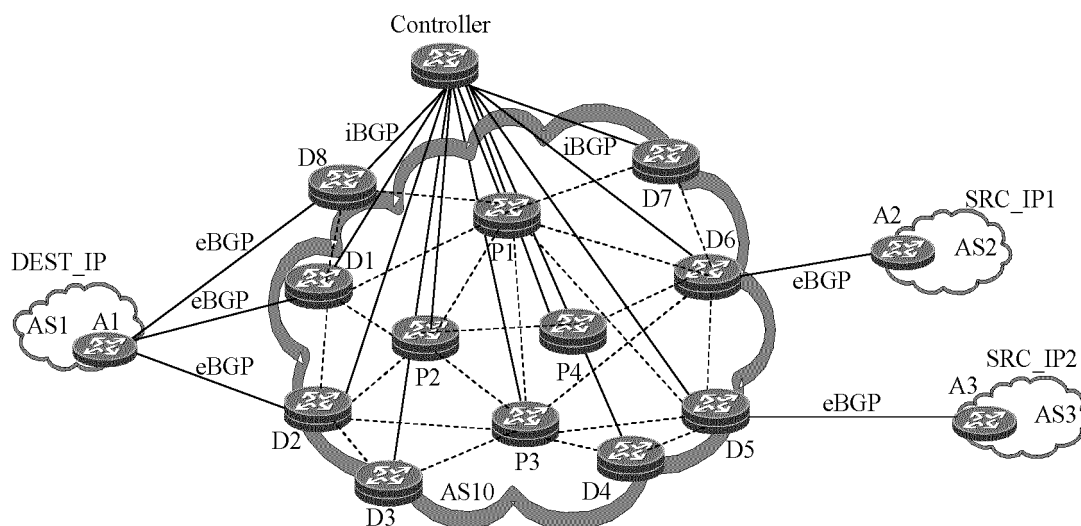 Controller
iBGP
iBGP
D8
D7
SRC_IP1
A2
eBGP
P1
D6
AS2
DEST_IP
D1
eBGP
AS1
A1
eBGP
P2
P4
SRC_IP2
eBGP
A3
eBGP
AS3
D2
P3
D5
D4
AS10
D3